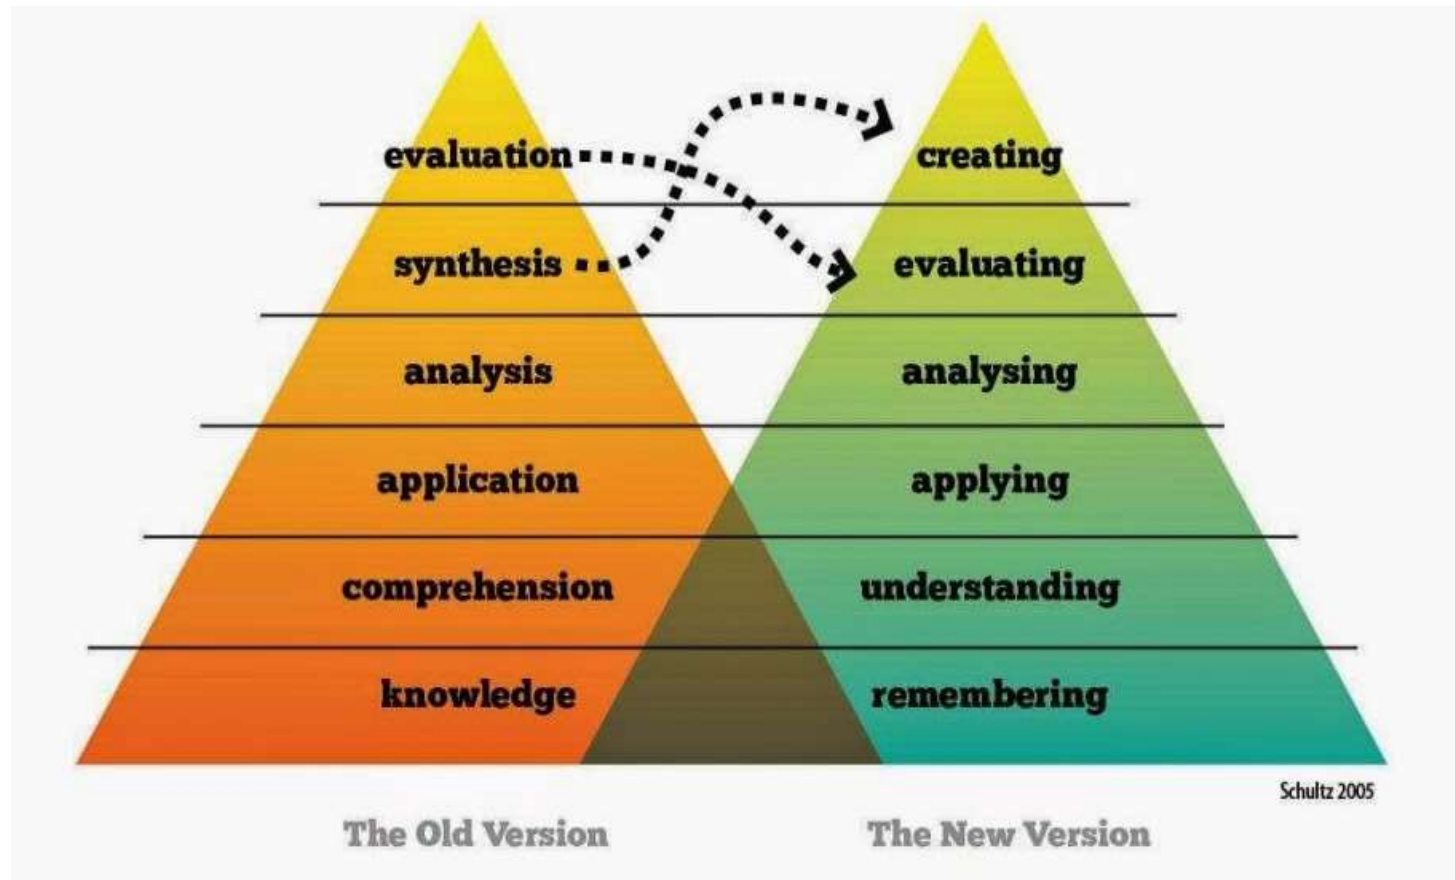 evaluation creating
synthesis evaluating
analysis analysing
application applying
comprehension understanding
knowledge remembering
Schultz 2005
The Old Version The New Version